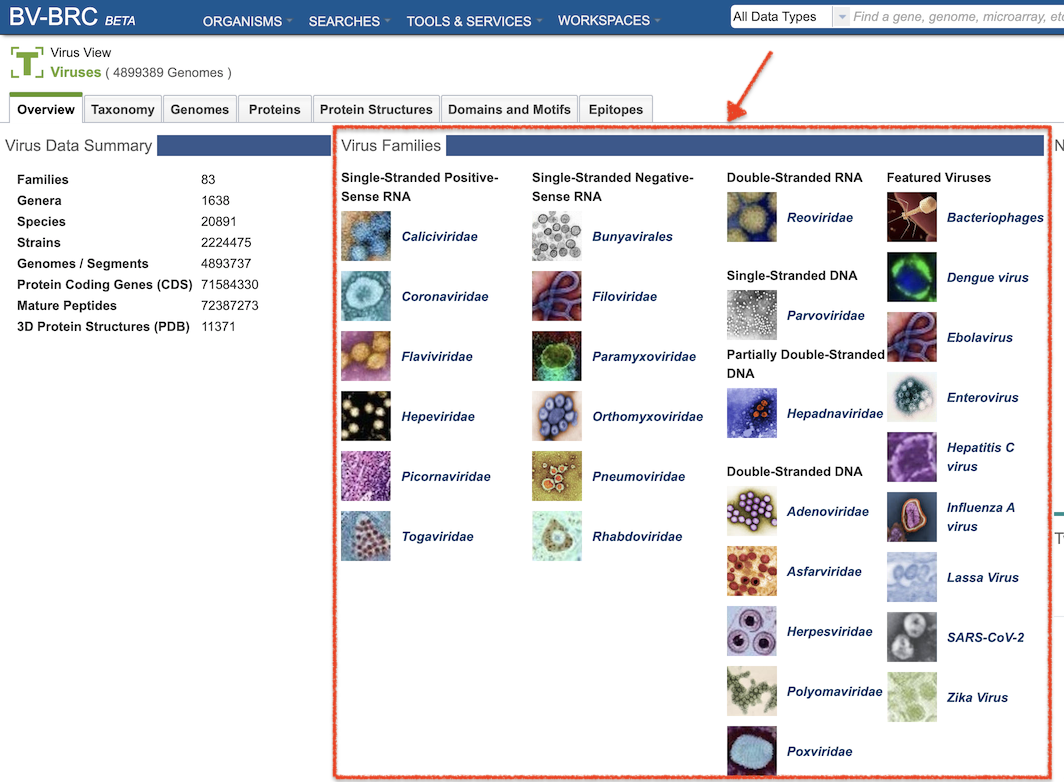 BV-BRC BETA
ORGANISMS
SEARCHES
TOOLS & SERVICES
WORKSPACES
All Data Types
Find a gene, genome, microarray, etc
Virus View
Viruses ( 4899389 Genomes )
Overview
Taxonomy
Genomes
Proteins
Protein Structures
Domains and Motifs
Epitopes
Virus Data Summary
Families 83
Genera 1638
Species 20891
Strains 2224475
Genomes / Segments 4893737
Protein Coding Genes (CDS) 71584330
Mature Peptides 72387273
3D Protein Structures (PDB) 11371
Virus Families
Single-Stranded Positive-
Sense RNA
Caliciviridae
Coronaviridae
Flaviviridae
Hepeviridae
Picornaviridae
Togaviridae
Single-Stranded Negative-
Sense RNA
Bunyavirales
Filoviridae
Paramyxoviridae
Orthomyxoviridae
Pneumoviridae
Rhabdoviridae
Double-Stranded RNA
Reoviridae
Single-Stranded DNA
Parvoviridae
Partially Double-Stranded
DNA
Hepadnaviridae
Double-Stranded DNA
Adenoviridae
Asfarviridae
Herpesviridae
Polyomaviridae
Poxviridae
Featured Viruses
Bacteriophages
Dengue virus
Ebolavirus
Enterovirus
Hepatitis C
virus
Influenza A
virus
Lassa Virus
SARS-CoV-2
Zika Virus